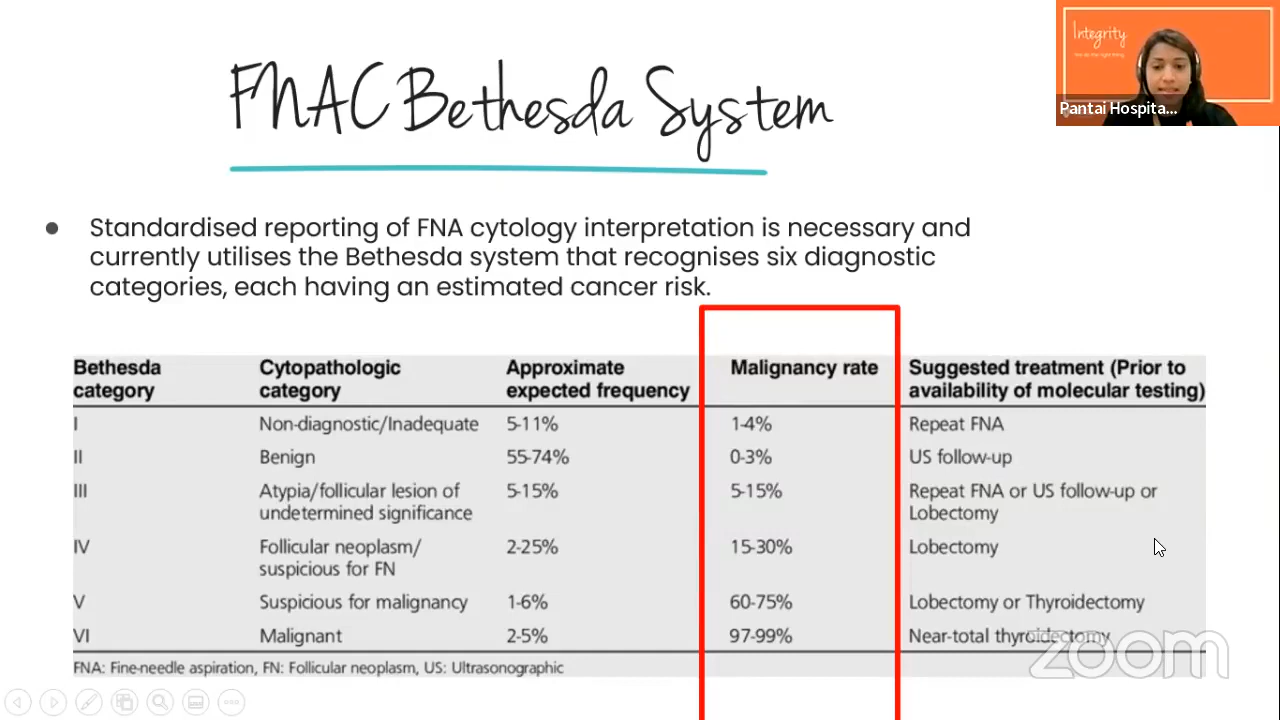 Integrity
Pantai Hospita...
FNAC Bethesda System
● Standardised reporting of FNA cytology interpretation is necessary and
currently utilises the Bethesda system that recognises six diagnostic
categories, each having an estimated cancer risk.
Bethesda category Cytopathologic category Approximate expected frequency Malignancy rate Suggested treatment (Prior to availability of molecular testing)
I Non-diagnostic/Inadequate 5-11% 1-4% Repeat FNA
II Benign 55-74% 0-3% US follow-up
III Atypia/follicular lesion of undetermined significance 5-15% 5-15% Repeat FNA or US follow-up or Lobectomy
IV Follicular neoplasm/ suspicious for FN 2-25% 15-30% Lobectomy
V Suspicious for malignancy 1-6% 60-75% Lobectomy or Thyroidectomy
VI Malignant 2-5% 97-99% Near-total thyroidectomy
FNA: Fine-needle aspiration, FN: Follicular neoplasm, US: Ultrasonographic
zoom